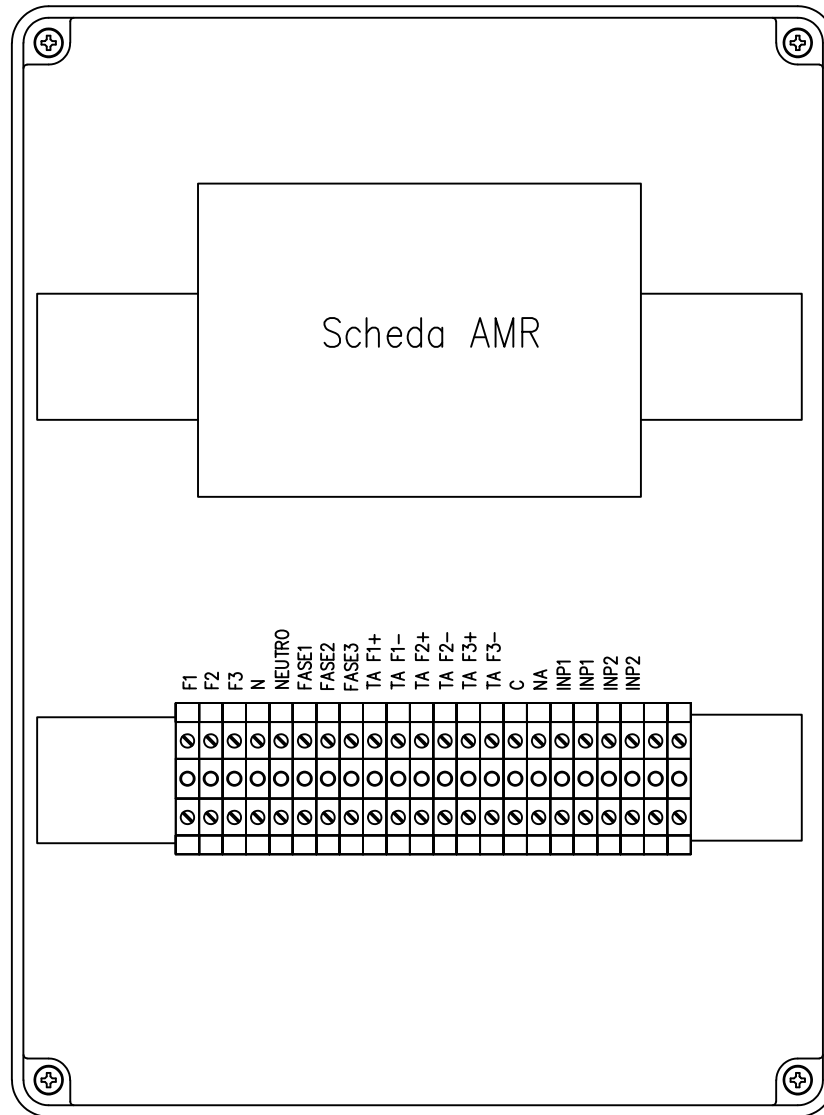 Scheda AMR
F1
F2
F3
N
NEUTRO
FASE1
FASE2
FASE3
TA F1+
TA F1-
TA F2+
TA F2-
TA F3+
TA F3-
C
NA
INP1
INP1
INP2
INP2